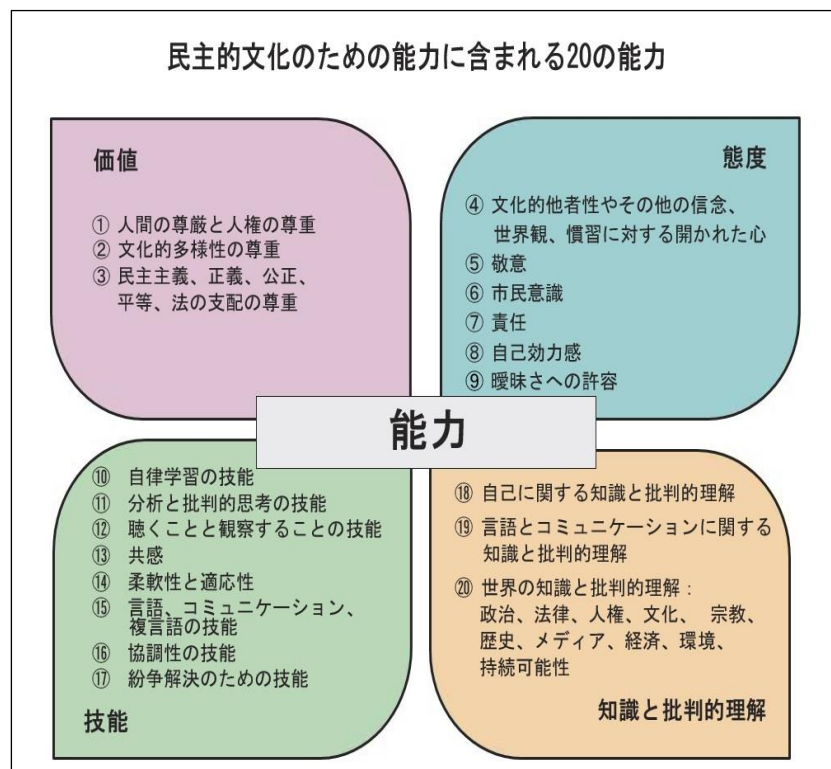 民主的文化のための能力に含まれる20の能力
価値
① 人間の尊厳と人権の尊重
② 文化的多様性の尊重
③ 民主主義、正義、公正、
平等、法の支配の尊重
態度
④ 文化的他者性やその他の信念、
世界観、慣習に対する開かれた心
⑤ 敬意
⑥ 市民意識
⑦ 責任
⑧ 自己効力感
⑨ 曖昧さへの許容
能力
⑩ 自律学習の技能
⑪ 分析と批判的思考の技能
⑫ 聴くことと観察することの技能
⑬ 共感
⑭ 柔軟性と適応性
⑮ 言語、コミュニケーション、
複言語の技能
⑯ 協調性の技能
⑰ 紛争解決のための技能
技能
⑱ 自己に関する知識と批判的理解
⑲ 言語とコミュニケーションに関する
知識と批判的理解
⑳ 世界の知識と批判的理解：
政治、法律、人権、文化、 宗教、
歴史、メディア、経済、環境、
持続可能性
知識と批判的理解